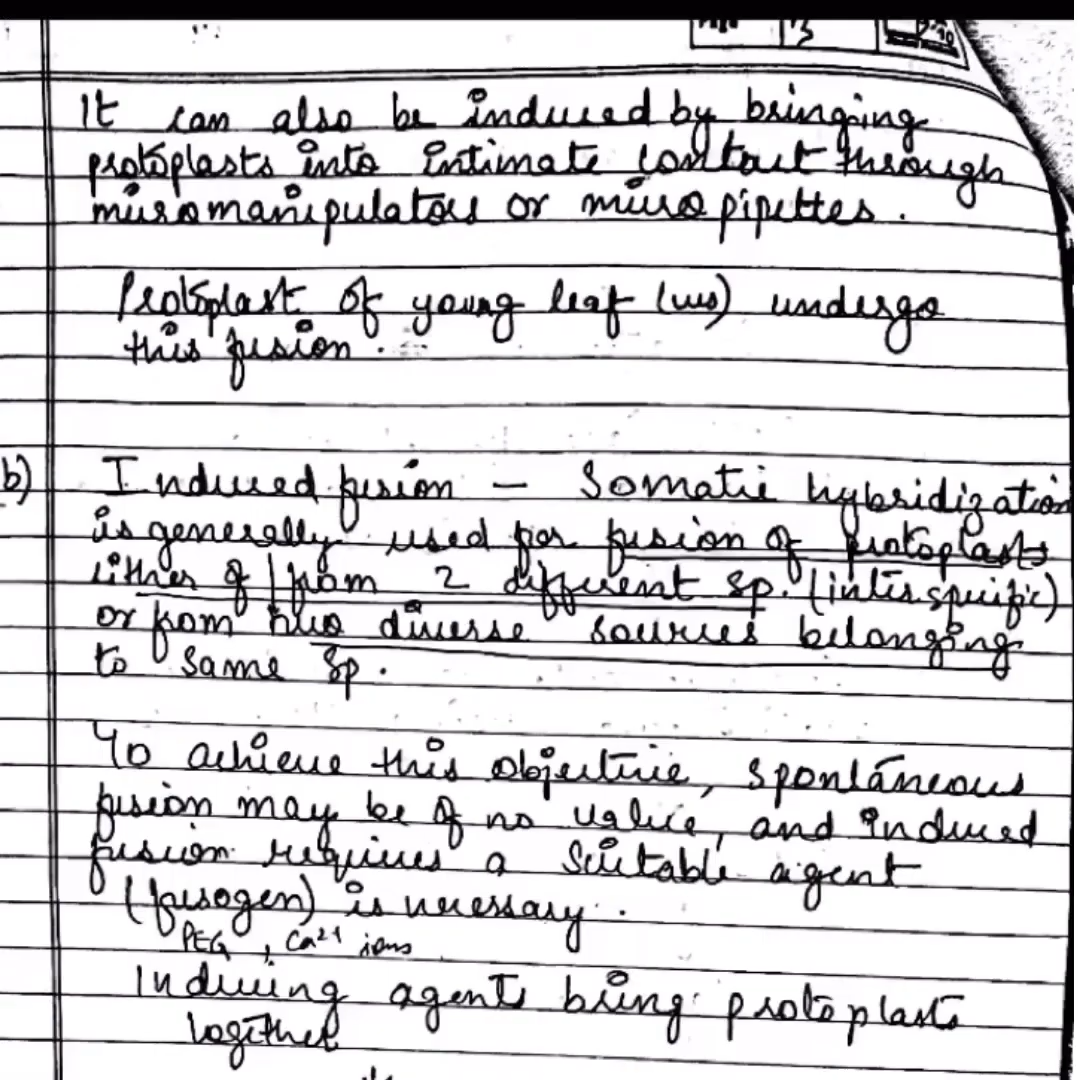 It can also be induced by bringing
protoplasts into intimate contact through
micromanipulators or micropipettes.
Protoplast of young leaf undergo
this fusion.
b) Induced fusion – Somatic hybridization
is generally used for fusion of protoplasts
either of / from 2 different sp. (interspecific)
or from two diverse sources belonging
to same sp.
To achieve this objective, spontaneous
fusion may be of no value, and induced
fusion requires a suitable agent
(fusogen) is necessary.
PEG, Ca2+ ions
Inducing agents bring protoplasts
together